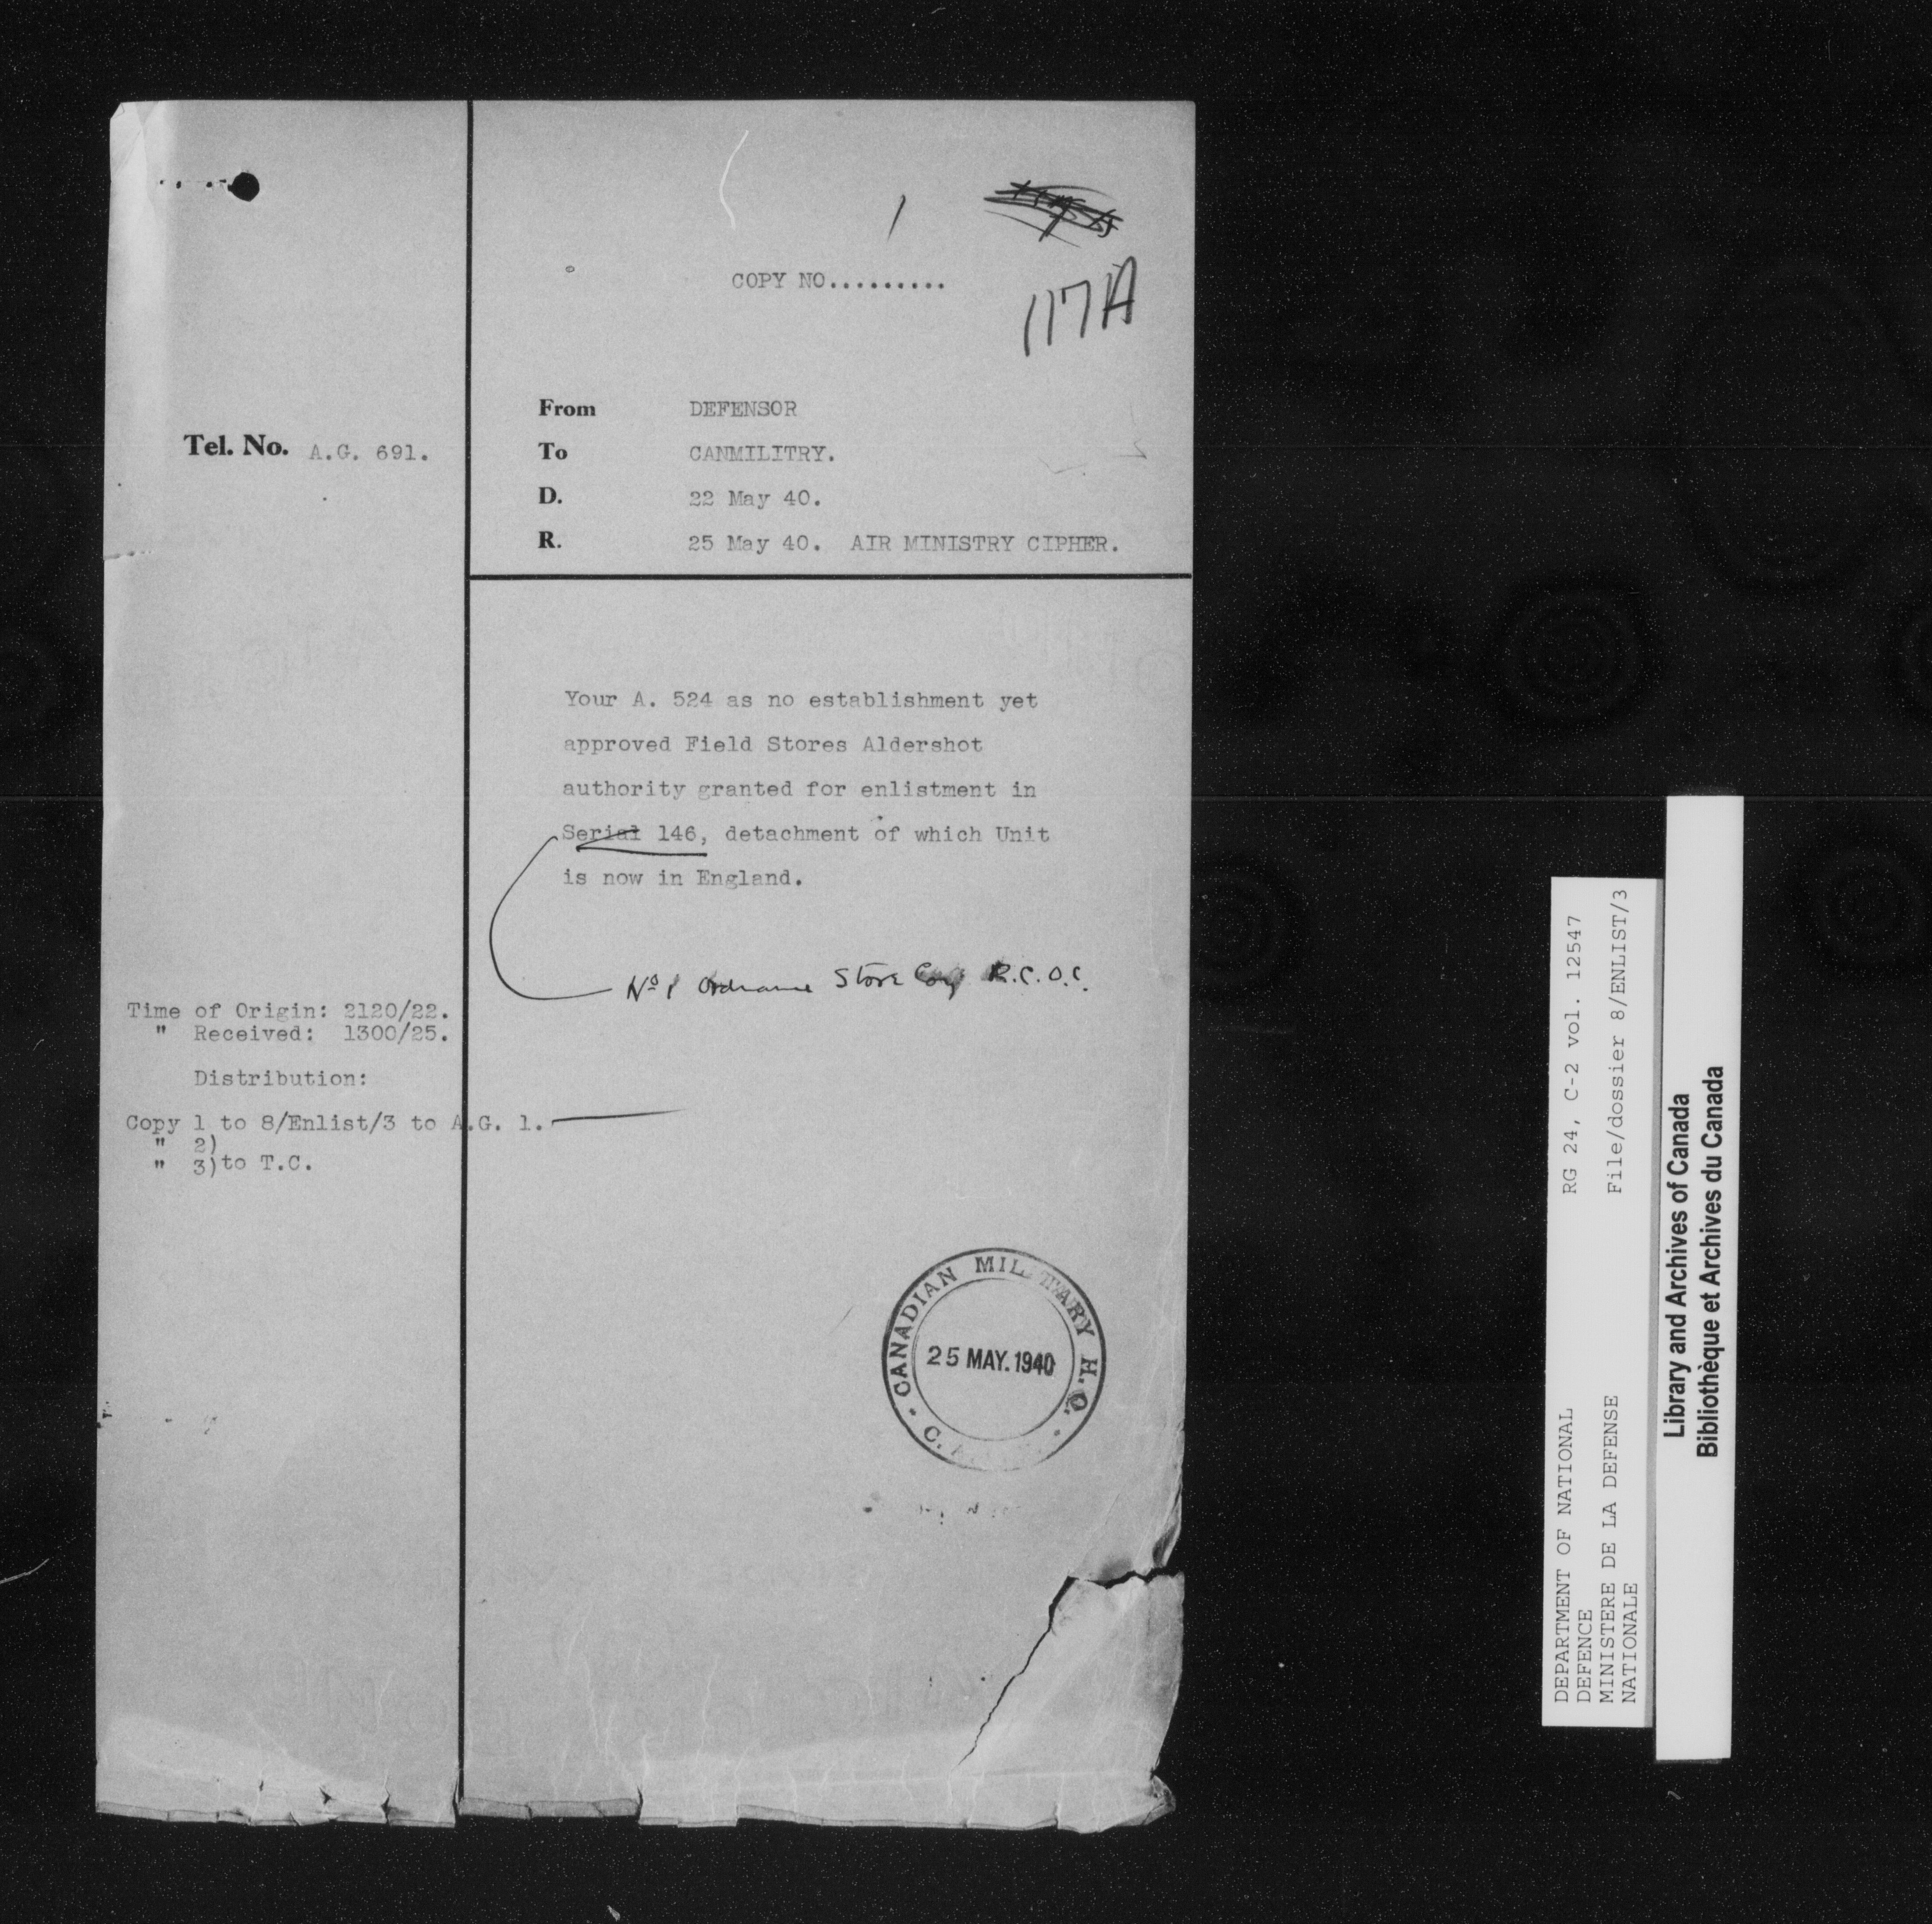 1
COPY NO..........
117A
From DEFENSOR
Tel. No. A.G. 691.
To CANMILITRY.
D. 22 May 40.
R. 25 May 40. AIR MINISTRY CIPHER.
Your A. 524 as no establishment yet
approved Field Stores Aldershot
authority granted for enlistment in
Serial 146, detachment of which Unit
is now in England.
No 1 Ordnance Store Coy R.C.O.C.
Time of Origin: 2120/22.
" Received: 1300/25.
Distribution:
Copy 1 to 8/Enlist/3 to A.G. 1.
" 2)
" 3)to T.C.
CANADIAN MILITARY H.Q.
25 MAY.1940
C.
DEPARTMENT OF NATIONAL RG 24, C-2 vol. 12547
DEFENCE
MINISTERE DE LA DEFENSE File/dossier 8/ENLIST/3
NATIONALE
Library and Archives of Canada
Bibliothèque et Archives du Canada